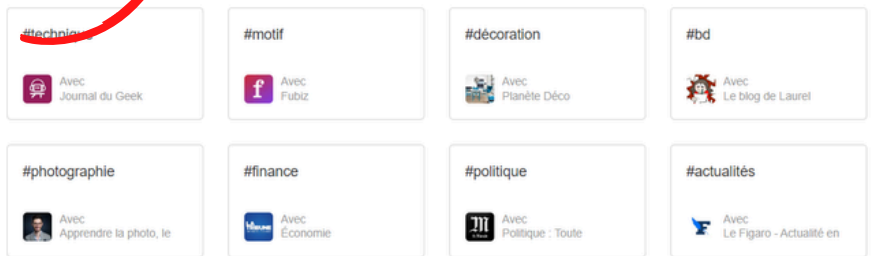 #technique
#motif
#décoration
#bd
Avec
Journal du Geek
Avec
Fubiz
Avec
Planète Déco
Avec
Le blog de Laurel
#photographie
#finance
#politique
#actualités
Avec
Apprendre la photo, le
Avec
Économie
Avec
Politique : Toute
Avec
Le Figaro - Actualité en